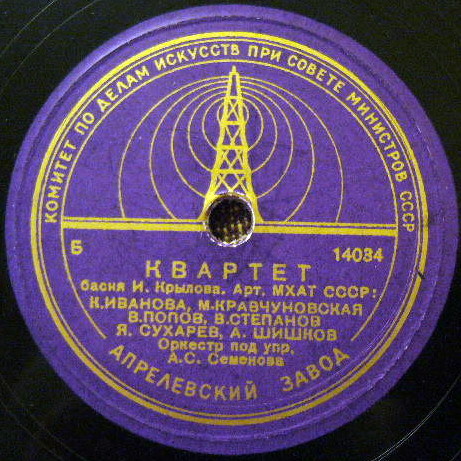 КОМИТЕТ ПО ДЕЛАМ ИСКУССТВ ПРИ СОВЕТЕ МИНИСТРОВ СССР
Б 14034
КВАРТЕТ
басня И. Крылова. Арт. МХАТ СССР:
К.ИВАНОВА, М.КРАВЧУНОВСКАЯ
В.ПОПОВ, В.СТЕПАНОВ
Я. СУХАРЕВ, А. ШИШКОВ
Оркестр под упр.
А.С. Семенова
АПРЕЛЕВСКИЙ ЗАВОД